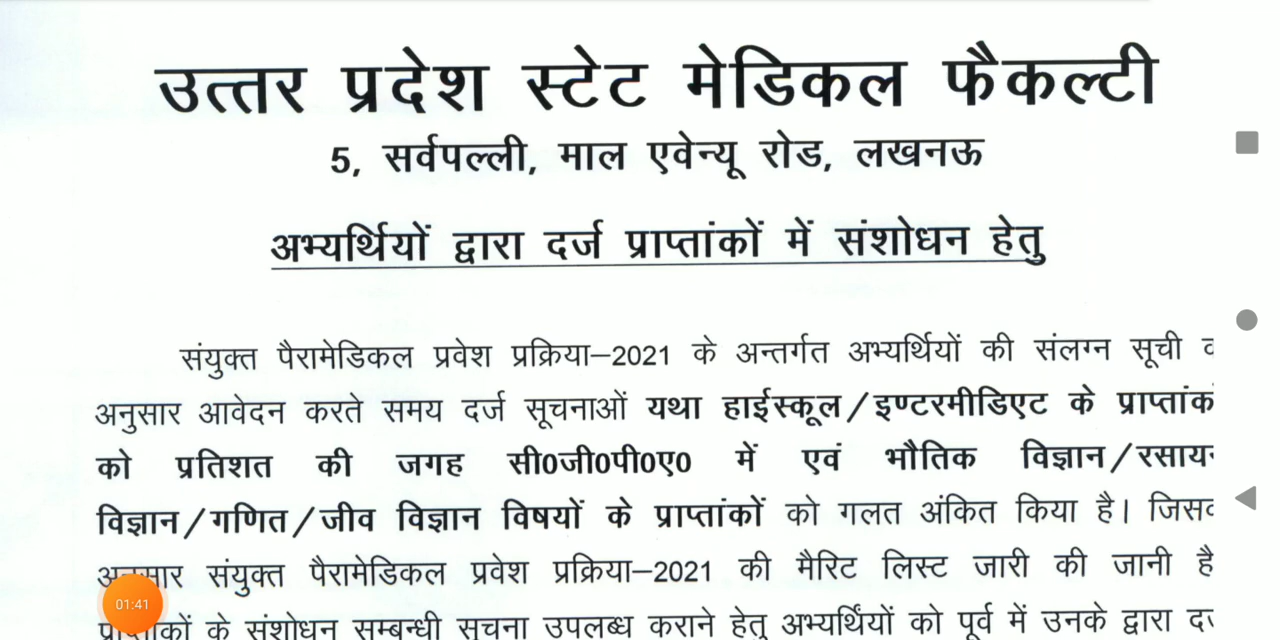 उत्तर प्रदेश स्टेट मेडिकल फैकल्टी
5, सर्वपल्ली, माल एवेन्यू रोड, लखनऊ
अभ्यर्थियों द्वारा दर्ज प्राप्तांकों में संशोधन हेतु
संयुक्त पैरामेडिकल प्रवेश प्रक्रिया–2021 के अन्तर्गत अभ्यर्थियों की संलग्न सूची
अनुसार आवेदन करते समय दर्ज सूचनाओं यथा हाईस्कूल/इण्टरमीडिएट के
को प्रतिशत की जगह सी0जी0पी0ए0 में एवं भौतिक विज्ञान/
विज्ञान/गणित/जीव विज्ञान विषयों के प्राप्तांकों को गलत अंकित किया है।
संयुक्त पैरामेडिकल प्रवेश प्रक्रिया–2021 की मैरिट लिस्ट जारी की जानी है
के संशोधन सम्बन्धी सूचना उपलब्ध कराने हेतु अभ्यर्थियों को पूर्व में उनके द्वारा
01:41